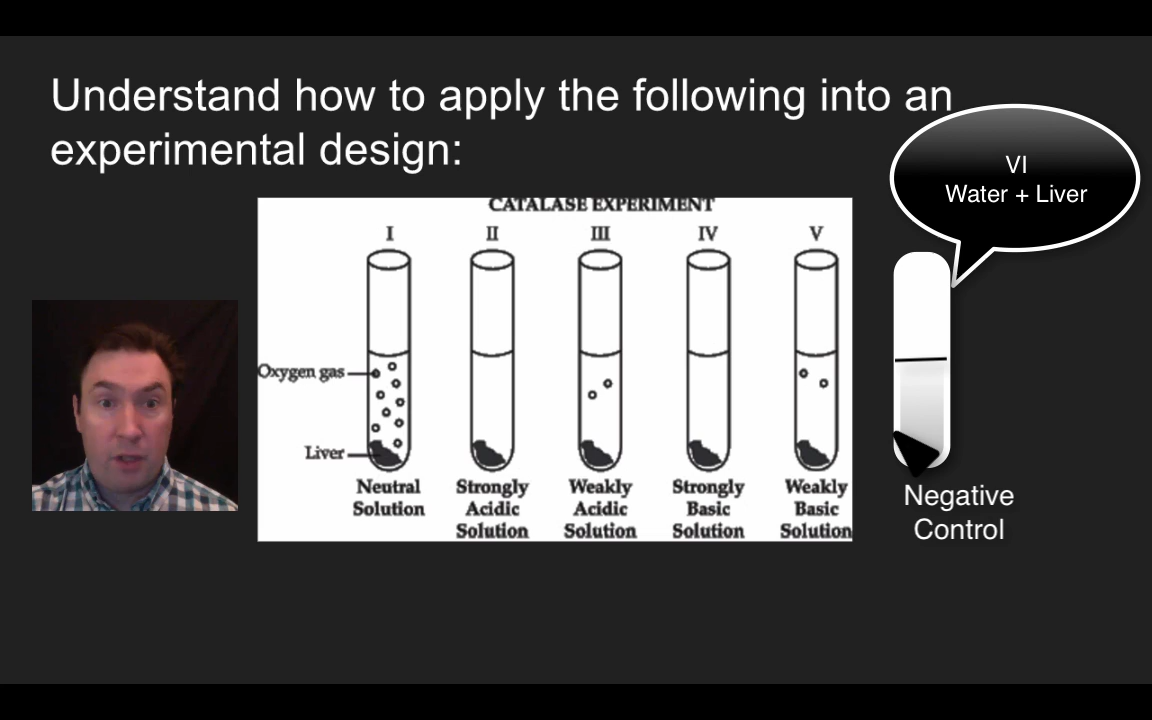 Understand how to apply the following into an
experimental design:
VI
Water + Liver
CATALASE EXPERIMENT
I II III IV V
Oxygen gas
Liver
Neutral
Solution
Strongly
Acidic
Solution
Weakly
Acidic
Solution
Strongly
Basic
Solution
Weakly
Basic
Solution
Negative
Control